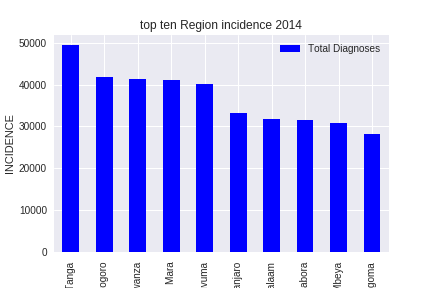 top ten Region incidence 2014
Total Diagnoses
INCIDENCE
50000
40000
30000
20000
10000
0
Tanga
ogoro
wanza
Mara
vuma
anjaro
alaam
abora
Mbeya
goma